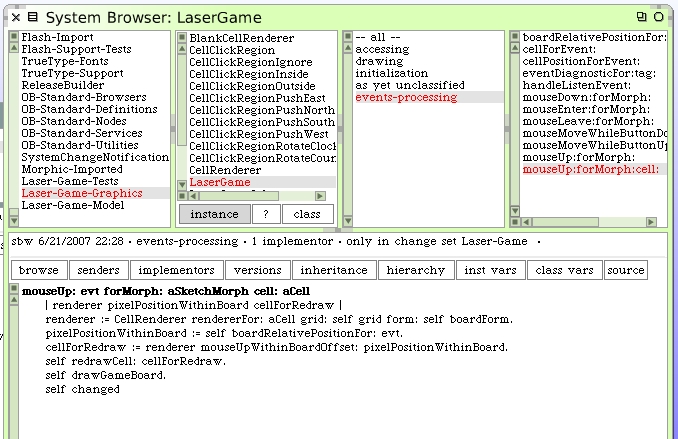 System Browser: LaserGame
Flash-Import
Flash-Support-Tests
TrueType-Fonts
TrueType-Support
ReleaseBuilder
OB-Standard-Browsers
OB-Standard-Definitions
OB-Standard-Nodes
OB-Standard-Services
OB-Standard-Utilities
SystemChangeNotification
Morphic-Imported
Laser-Game-Tests
Laser-Game-Graphics
Laser-Game-Model
BlankCellRenderer
CellClickRegion
CellClickRegionIgnore
CellClickRegionInside
CellClickRegionOutside
CellClickRegionPushEast
CellClickRegionPushNorth
CellClickRegionPushSouth
CellClickRegionPushWest
CellClickRegionRotateClock
CellClickRegionRotateCoun
CellRenderer
LaserGame
instance ? class
-- all --
accessing
drawing
initialization
as yet unclassified
events-processing
boardRelativePositionFor:
cellForEvent:
cellPositionForEvent:
eventDiagnosticFor:tag:
handleListenEvent:
mouseDown:forMorph:
mouseEnter:forMorph:
mouseLeave:forMorph:
mouseMoveWhileButtonDo
mouseMoveWhileButtonUp
mouseUp:forMorph:
mouseUp:forMorph:cell:
sbw 6/21/2007 22:28 · events-processing · 1 implementor · only in change set Laser-Game ·
browse senders implementors versions inheritance hierarchy inst vars class vars source
mouseUp: evt forMorph: aSketchMorph cell: aCell
| renderer pixelPositionWithinBoard cellForRedraw |
renderer := CellRenderer rendererFor: aCell grid: self grid form: self boardForm.
pixelPositionWithinBoard := self boardRelativePositionFor: evt.
cellForRedraw := renderer mouseUpWithinBoardOffset: pixelPositionWithinBoard.
self redrawCell: cellForRedraw.
self drawGameBoard.
self changed